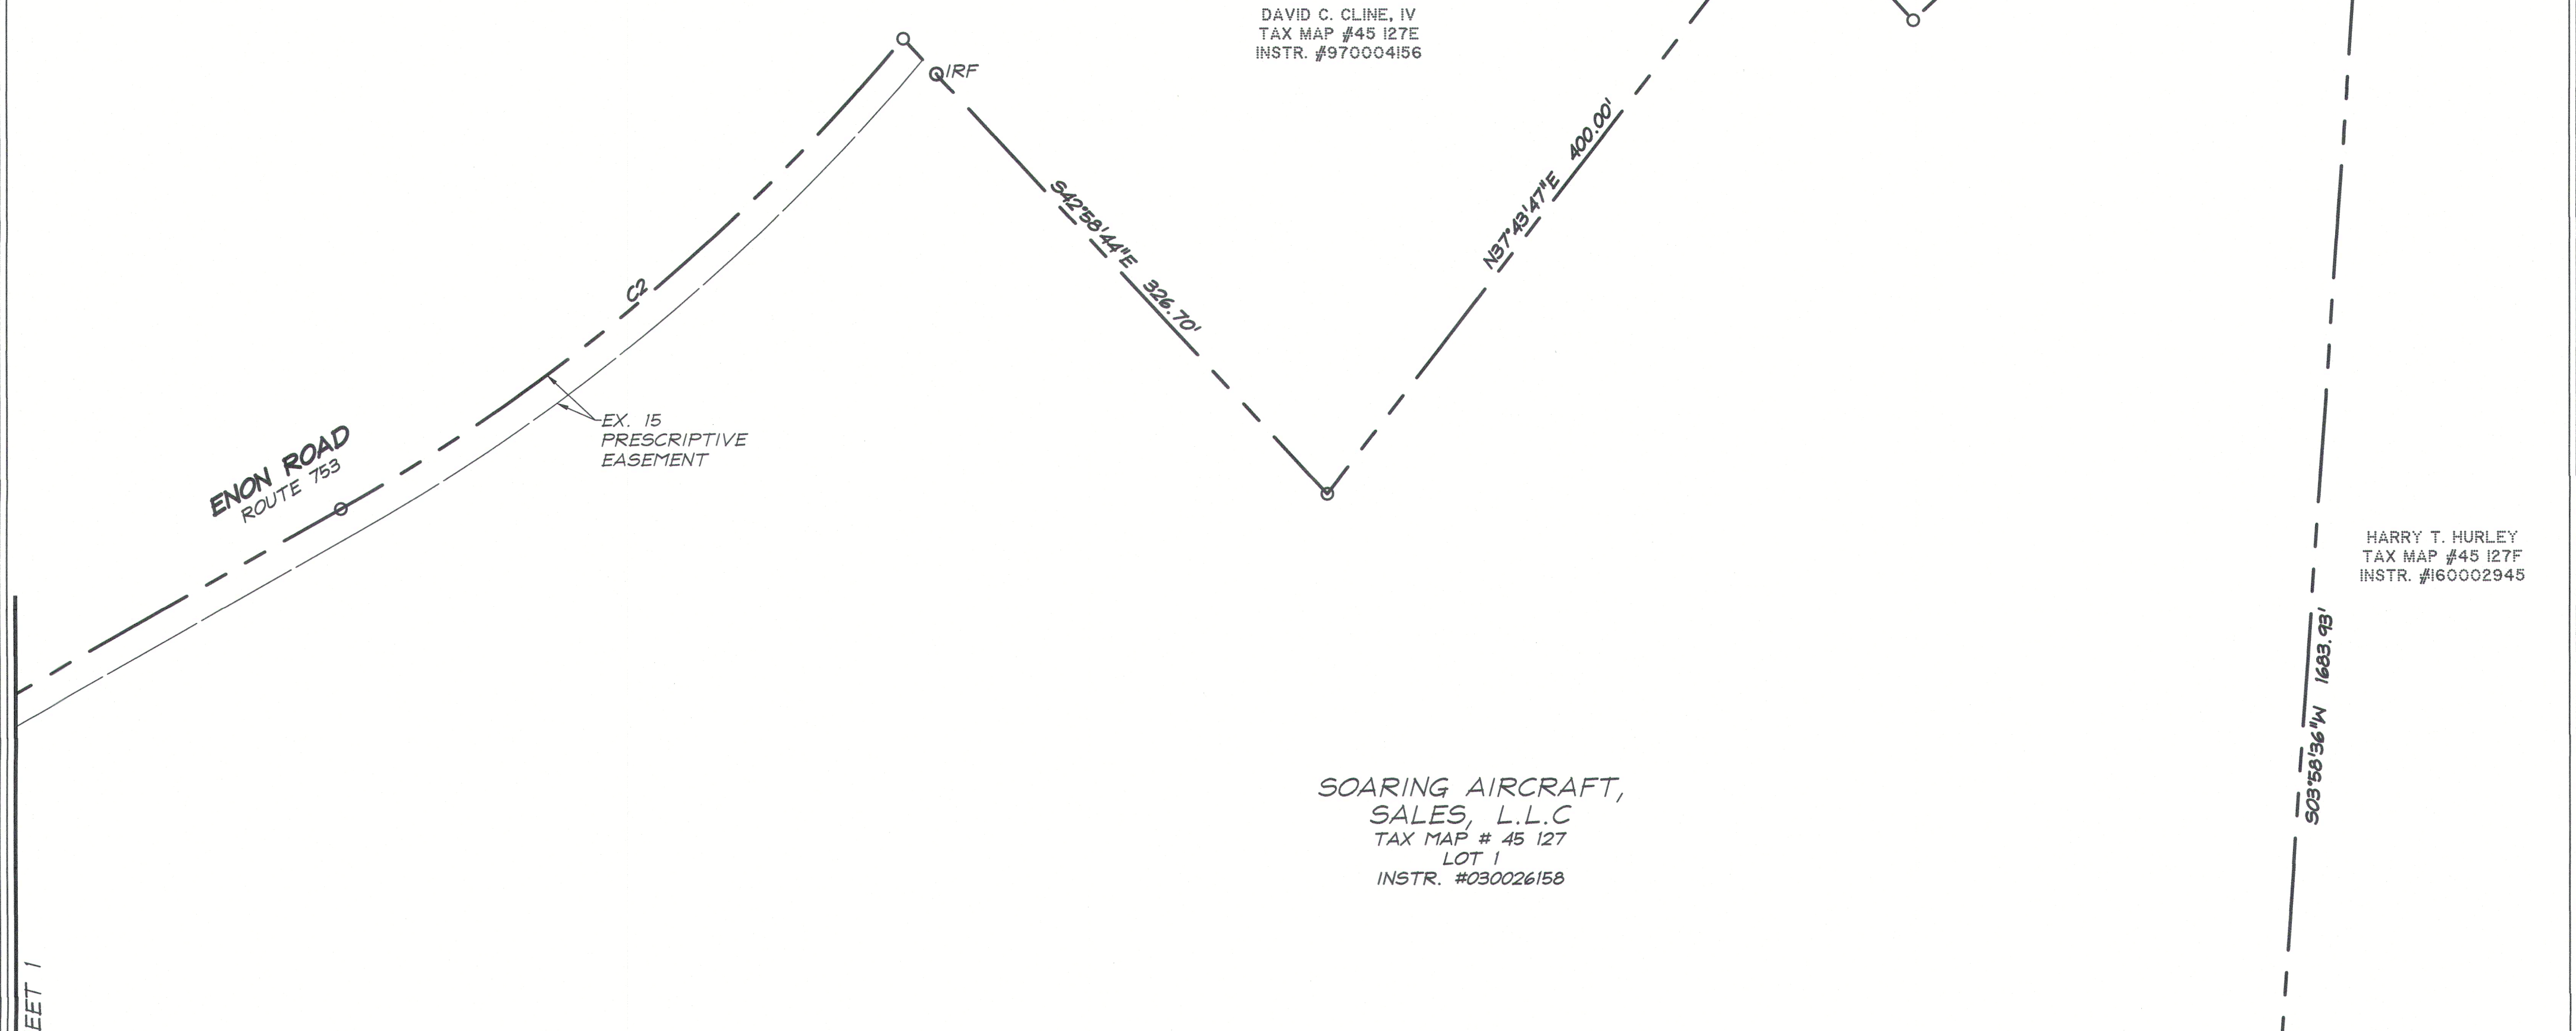 DAVID C. CLINE, IV
TAX MAP #45 127E
INSTR. #970004156
IRF
N37°43'47"E 400.00'
S42°58'44"E 326.70'
C2
EX. 15
PRESCRIPTIVE
EASEMENT
ENON ROAD
ROUTE 753
HARRY T. HURLEY
TAX MAP #45 127F
INSTR. #160002945
S03°58'36"W 1683.93'
SOARING AIRCRAFT,
SALES, L.L.C
TAX MAP # 45 127
LOT 1
INSTR. #030026158
EET 1